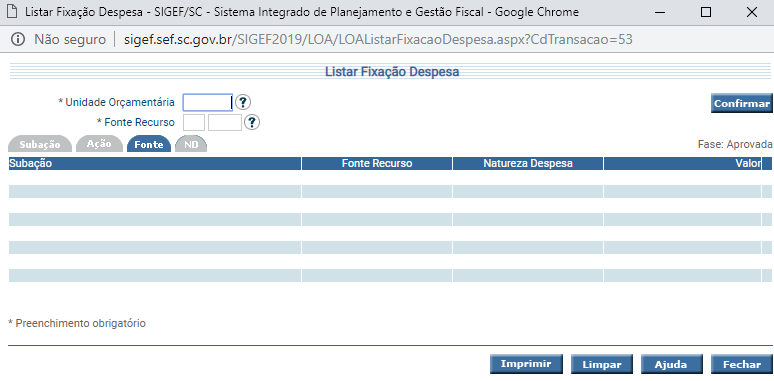 Listar Fixação Despesa - SIGEF/SC - Sistema Integrado de Planejamento e Gestão Fiscal - Google Chrome
Não seguro sigef.sef.sc.gov.br/SIGEF2019/LOA/LOAListarFixacaoDespesa.aspx?CdTransacao=53
Listar Fixação Despesa
* Unidade Orçamentária ?
Confirmar
* Fonte Recurso ?
Subação Ação Fonte ND
Fase: Aprovada
Subação Fonte Recurso Natureza Despesa Valor
* Preenchimento obrigatório
Imprimir Limpar Ajuda Fechar